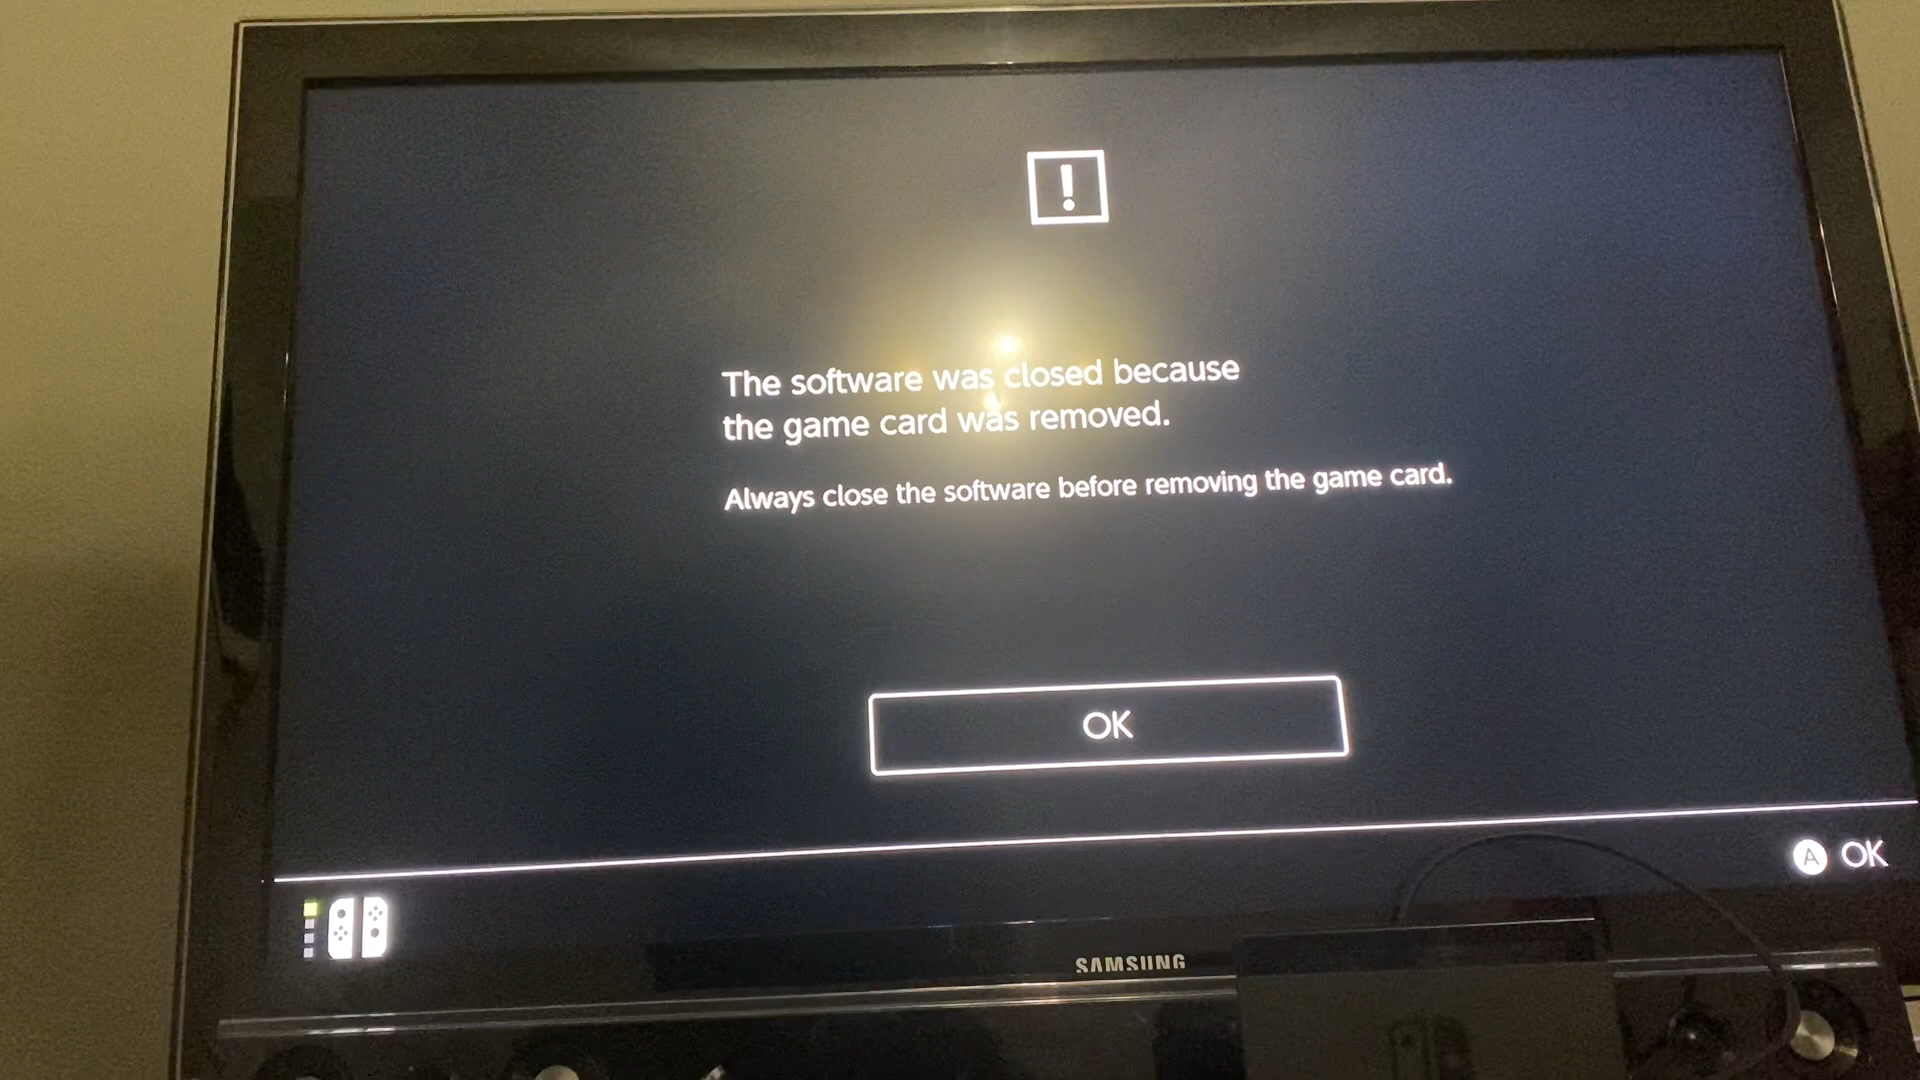 !
The software was closed because
the game card was removed.
Always close the software before removing the game card.
OK
A OK
SAMSUNG